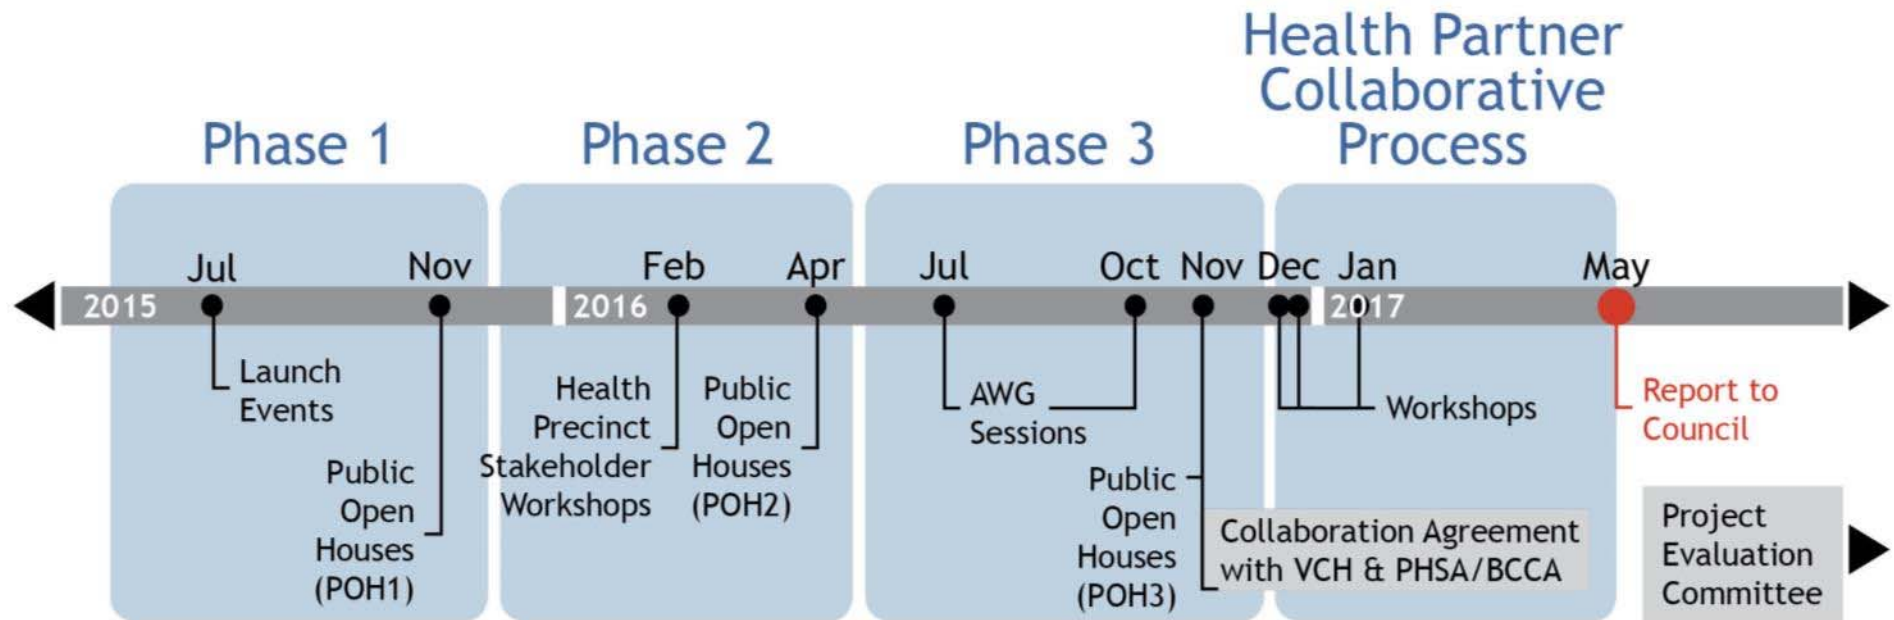 Health Partner
Collaborative
Process
Phase 1
Phase 2
Phase 3
Jul
Nov
Feb
Apr
Jul
Oct
Nov
Dec
Jan
May
2015
2016
2017
Launch
Events
Public
Open
Houses
(POH1)
Health
Precinct
Stakeholder
Workshops
Public
Open
Houses
(POH2)
AWG
Sessions
Public
Open
Houses
(POH3)
Collaboration Agreement
with VCH & PHSA/BCCA
Workshops
Report to
Council
Project
Evaluation
Committee